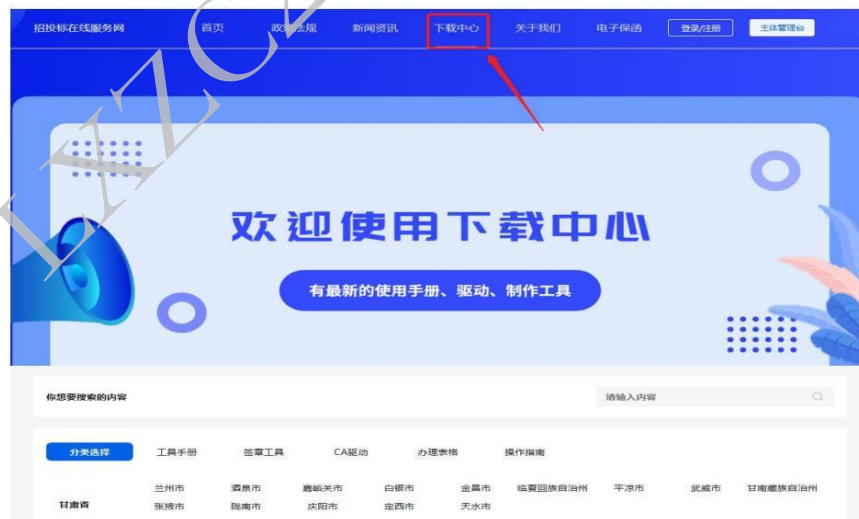 招投标在线服务网 首页 政策法规 新闻资讯 下载中心 关于我们 电子保函 登录/注册 主体管理台
欢迎使用下载中心
有最新的使用手册、驱动、制作工具
你想要搜索的内容 请输入内容
分类选择 工具手册 签章工具 CA驱动 办理表格 操作指南
兰州市 酒泉市 嘉峪关市 白银市 金昌市 临夏回族自治州 平凉市 武威市 甘南藏族自治州
甘肃省 张掖市 陇南市 庆阳市 定西市 天水市